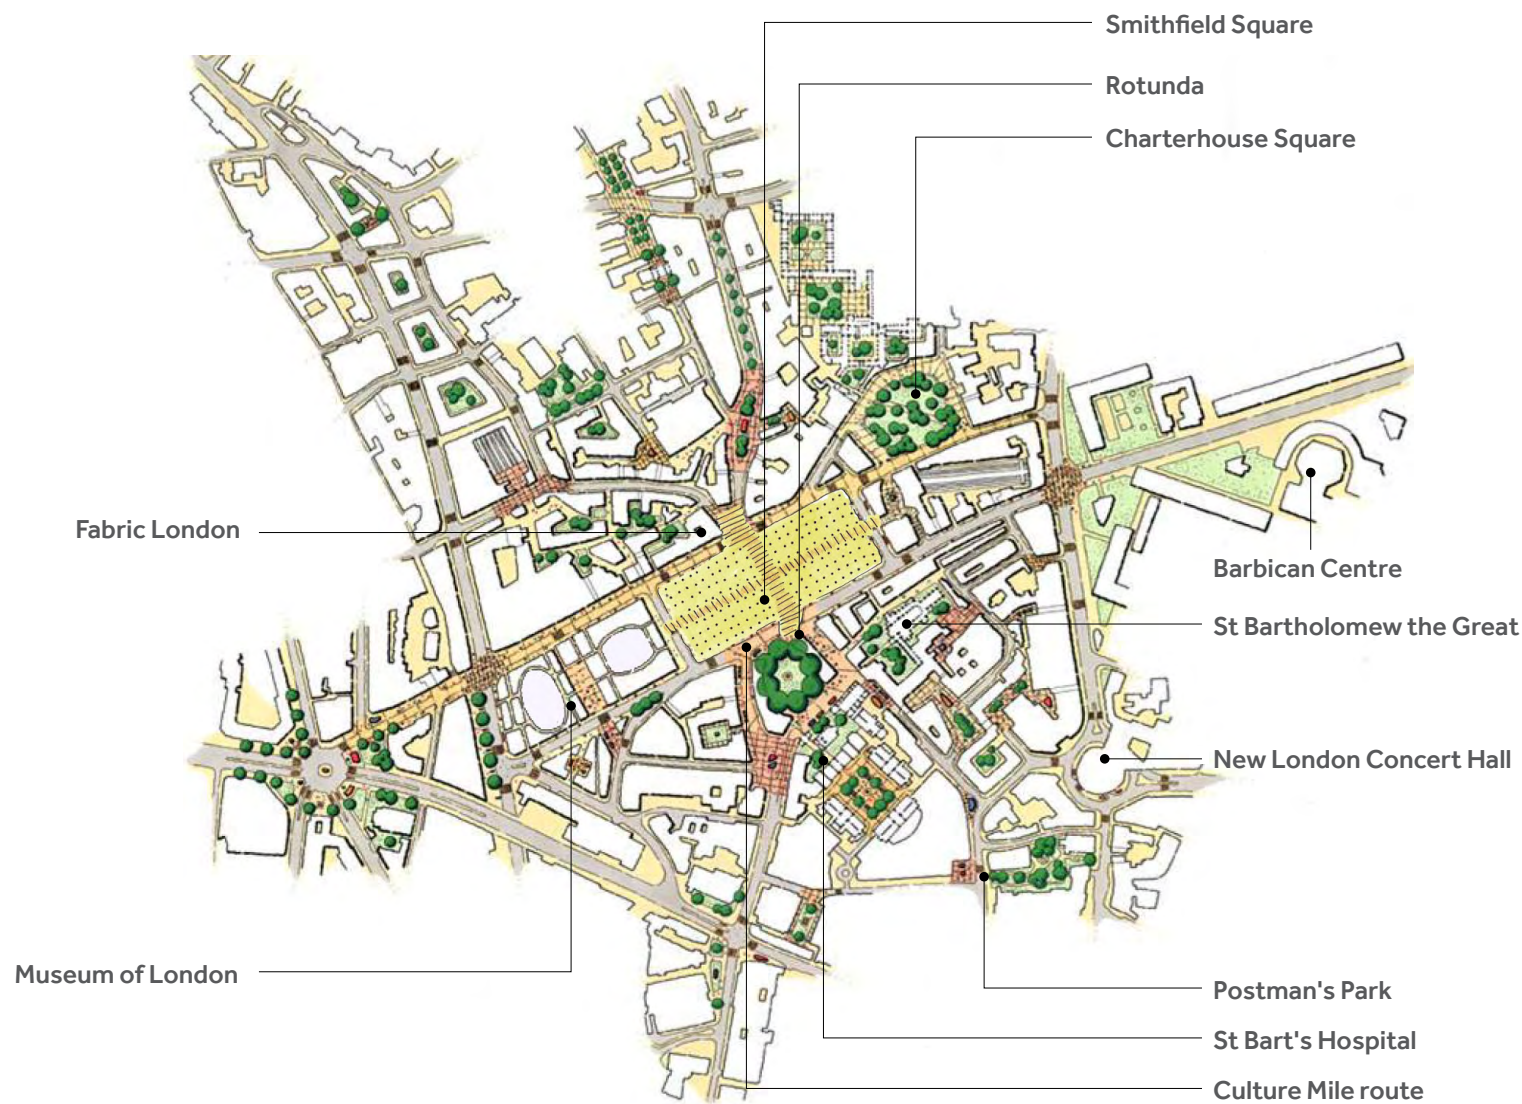 Smithfield Square
Rotunda
Charterhouse Square
Fabric London
Barbican Centre
St Bartholomew the Great
New London Concert Hall
Museum of London
Postman's Park
St Bart's Hospital
Culture Mile route